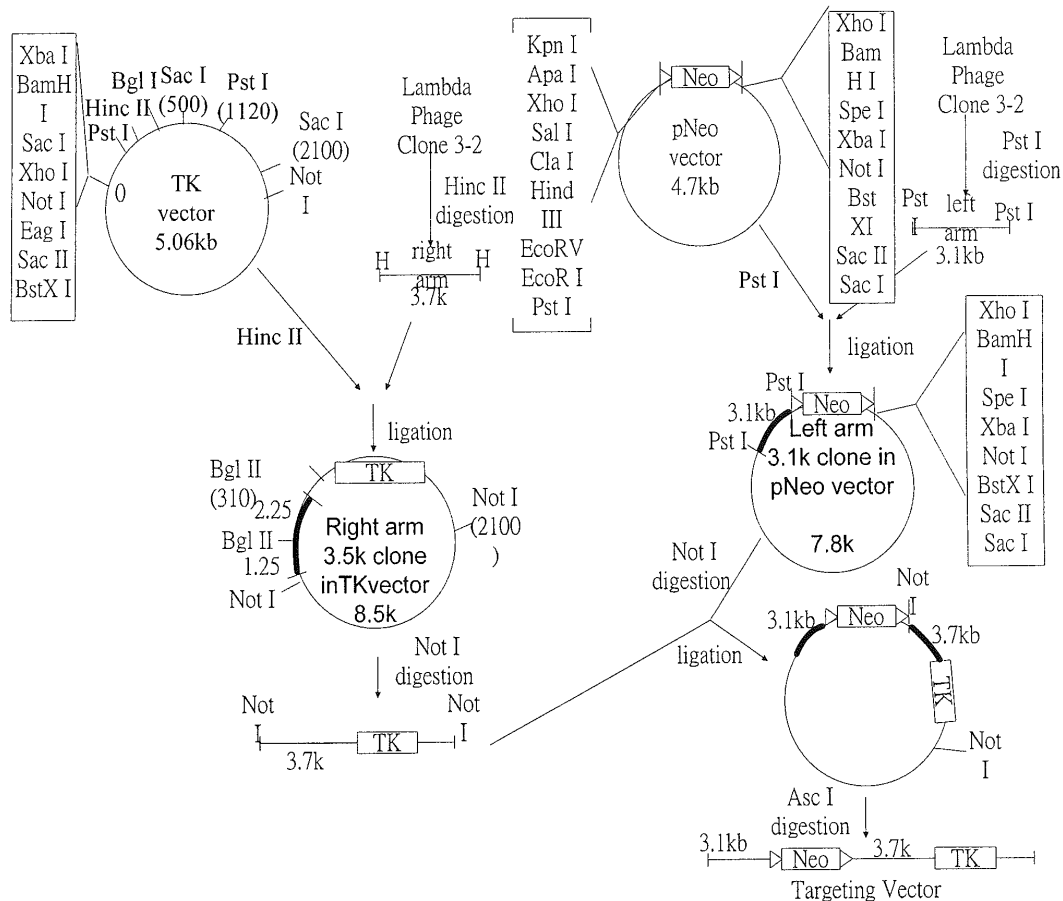 Xba I
BamH
I
Sac I
Xho I
Not I
Eag I
Sac II
BstX I
Pst I
Hinc II
Bgl I
Sac I
(500)
Pst I
(1120)
Sac I
(2100)
Not
I
0
TK
vector
5.06kb
Hinc II
Lambda
Phage
Clone 3-2
Hinc II
digestion
H
right
arm
H
3.7k
Kpn I
Apa I
Xho I
Sal I
Cla I
Hind
III
EcoRV
EcoR I
Pst I
Neo
pNeo
vector
4.7kb
Pst I
Xho I
Bam
H I
Spe I
Xba I
Not I
Bst
XI
Sac II
Sac I
Lambda
Phage
Clone 3-2
Pst I
digestion
Pst
I
left
arm
Pst I
3.1kb
ligation
ligation
Bgl II
(310)
2.25
Bgl II
1.25
Not I
TK
Not I
(2100
)
Right arm
3.5k clone
inTKvector
8.5k
Not I
digestion
Not
I
3.7k
TK
Not
I
Pst I
3.1kb
Pst I
Neo
Left arm
3.1k clone in
pNeo vector
7.8k
Xho I
BamH
I
Spe I
Xba I
Not I
BstX I
Sac II
Sac I
Not I
digestion
ligation
3.1kb
Neo
Not
I
3.7kb
TK
Not
I
Asc I
digestion
3.1kb
Neo
3.7k
TK
Targeting Vector